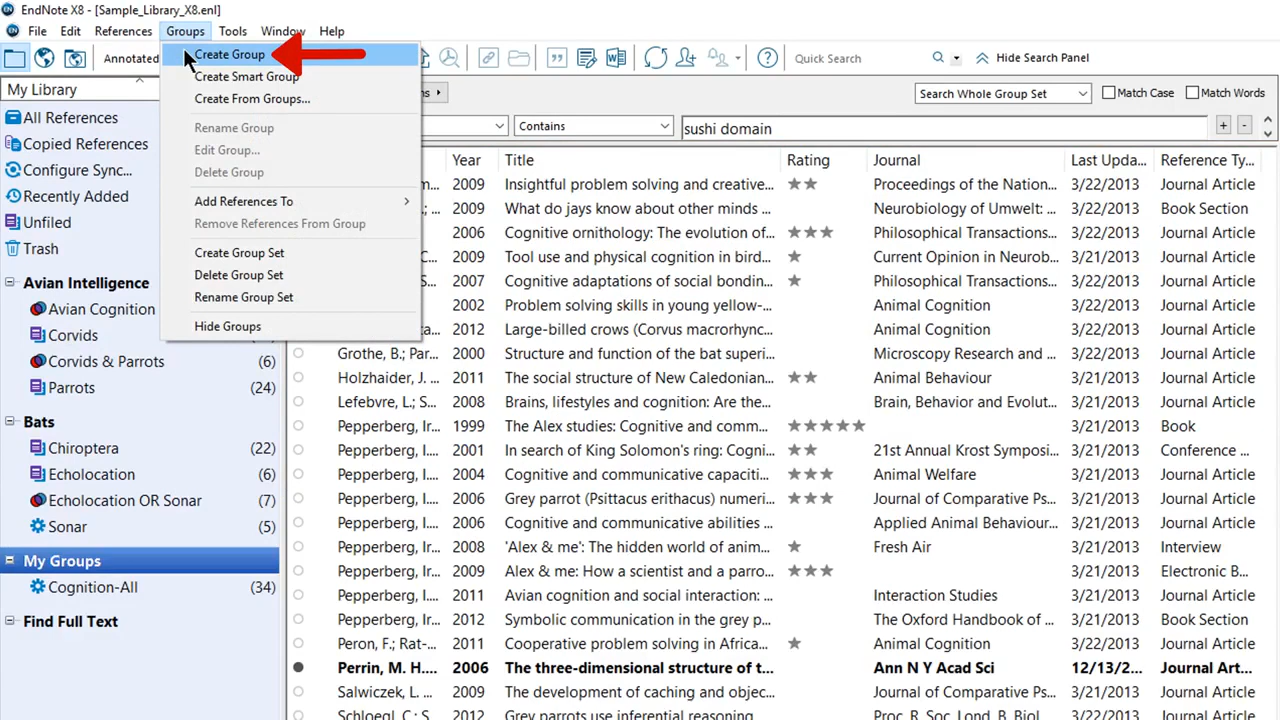 EndNote X8 - [Sample_Library_X8.enl]
File Edit References Groups Tools Window Help
Annotated
Quick Search
Hide Search Panel
Create Group
Create Smart Group
Create From Groups...
Rename Group
Edit Group...
Delete Group
Add References To
Remove References From Group
Create Group Set
Delete Group Set
Rename Group Set
Hide Groups
My Library
All References
Copied References
Configure Sync...
Recently Added
Unfiled
Trash
Avian Intelligence
Avian Cognition
Corvids
Corvids & Parrots (6)
Parrots (24)
Bats
Chiroptera (22)
Echolocation (6)
Echolocation OR Sonar (7)
Sonar (5)
My Groups
Cognition-All (34)
Find Full Text
Search Whole Group Set Match Case Match Words
Contains sushi domain + -
Year Title Rating Journal Last Upda... Reference Ty...
2009 Insightful problem solving and creative... ★★ Proceedings of the Nation... 3/22/2013 Journal Article
2009 What do jays know about other minds ... Neurobiology of Umwelt: ... 3/22/2013 Book Section
2006 Cognitive ornithology: The evolution of... ★★★ Philosophical Transactions... 3/22/2013 Journal Article
2009 Tool use and physical cognition in bird... ★ Current Opinion in Neurob... 3/21/2013 Journal Article
2007 Cognitive adaptations of social bondin... ★ Philosophical Transactions... 3/21/2013 Journal Article
2002 Problem solving skills in young yellow-... Animal Cognition 3/21/2013 Journal Article
2012 Large-billed crows (Corvus macrorhync... Animal Cognition 3/21/2013 Journal Article
Grothe, B.; Par... 2000 Structure and function of the bat superi... Microscopy Research and ... 3/21/2013 Journal Article
Holzhaider, J. ... 2011 The social structure of New Caledonian... ★★ Animal Behaviour 3/21/2013 Journal Article
Lefebvre, L.; S... 2008 Brains, lifestyles and cognition: Are the... Brain, Behavior and Evolut... 3/21/2013 Journal Article
Pepperberg, Ir... 1999 The Alex studies: Cognitive and comm... ★★★★★ 3/21/2013 Book
Pepperberg, I.... 2001 In search of King Solomon's ring: Cogni... ★★ 21st Annual Krost Symposi... 3/21/2013 Conference ...
Pepperberg, I.... 2004 Cognitive and communicative capaciti... ★★★ Animal Welfare 3/21/2013 Journal Article
Pepperberg, I.... 2006 Grey parrot (Psittacus erithacus) numeri... ★★★ Journal of Comparative Ps... 3/21/2013 Journal Article
Pepperberg, I.... 2006 Cognitive and communicative abilities ... Applied Animal Behaviour... 3/21/2013 Journal Article
Pepperberg, Ir... 2008 'Alex & me': The hidden world of anim... ★ Fresh Air 3/21/2013 Interview
Pepperberg, Ir... 2009 Alex & me: How a scientist and a parro... ★★★ 3/21/2013 Electronic B...
Pepperberg, I.... 2011 Avian cognition and social interaction: ... Interaction Studies 3/21/2013 Journal Article
Pepperberg, I.... 2012 Symbolic communication in the grey p... The Oxford Handbook of ... 3/21/2013 Book Section
Peron, F.; Rat-... 2011 Cooperative problem solving in Africa... ★ Animal Cognition 3/22/2013 Journal Article
Perrin, M. H.... 2006 The three-dimensional structure of t... Ann N Y Acad Sci 12/13/2... Journal Art...
Salwiczek, L. ... 2009 The development of caching and objec... Journal of Comparative Ps... 3/21/2013 Journal Article
Schloegl, C.; ... 2012 Grey parrots use inferential reasoning Proc. R. Soc. Lond. B. Biol. 3/21/2013 Journal Article